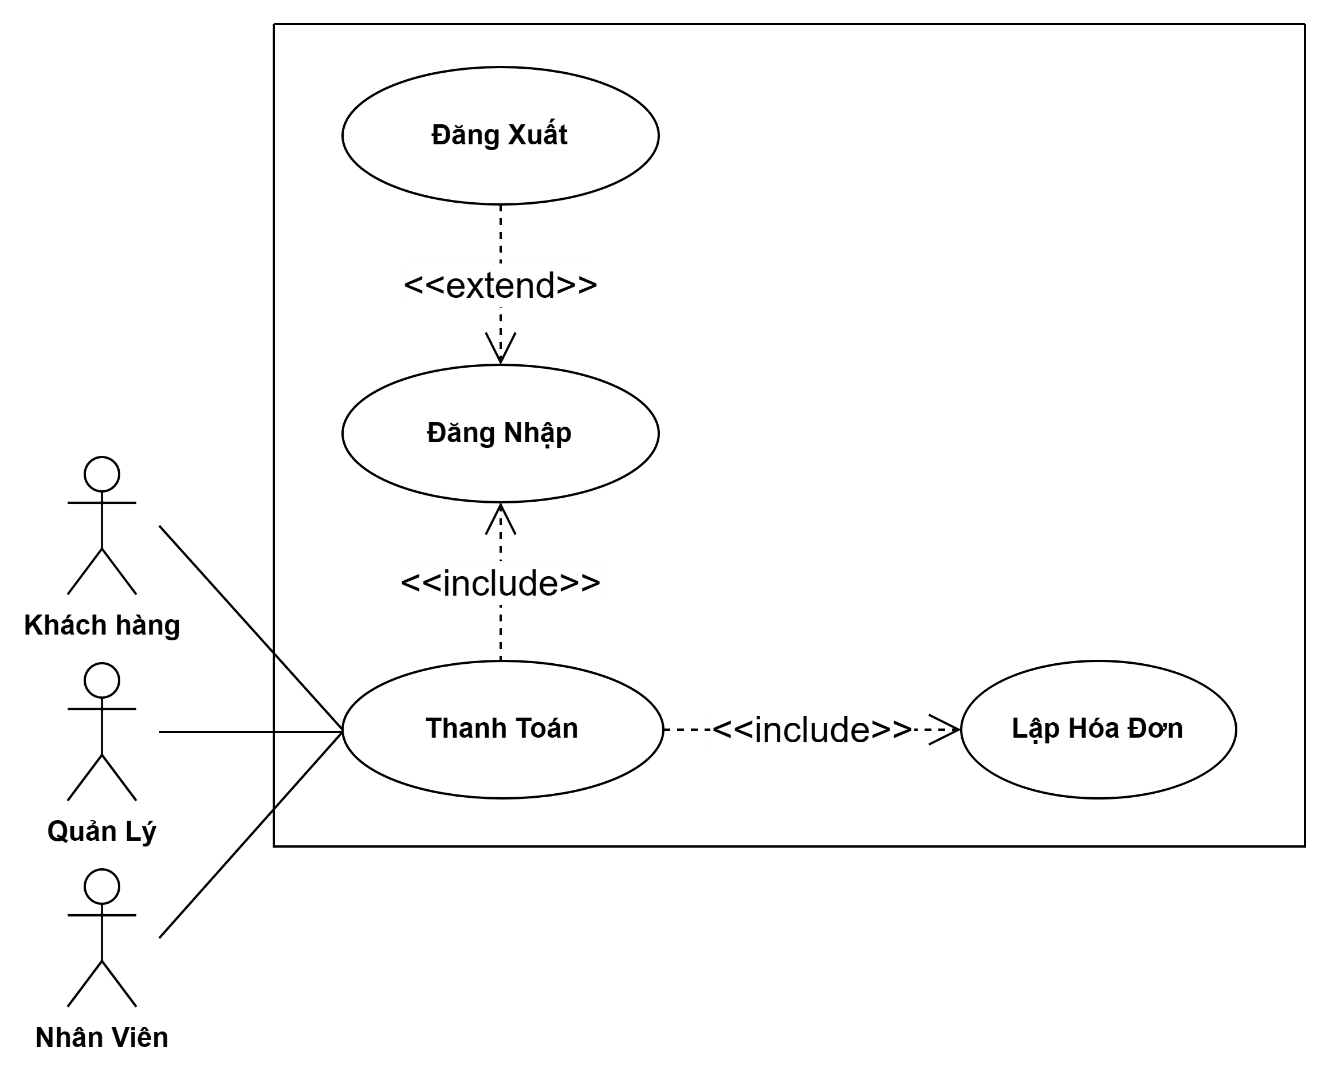 Đăng Xuất
<<extend>>
Đăng Nhập
<<include>>
Khách hàng
Thanh Toán
<<include>>
Lập Hóa Đơn
Quản Lý
Nhân Viên